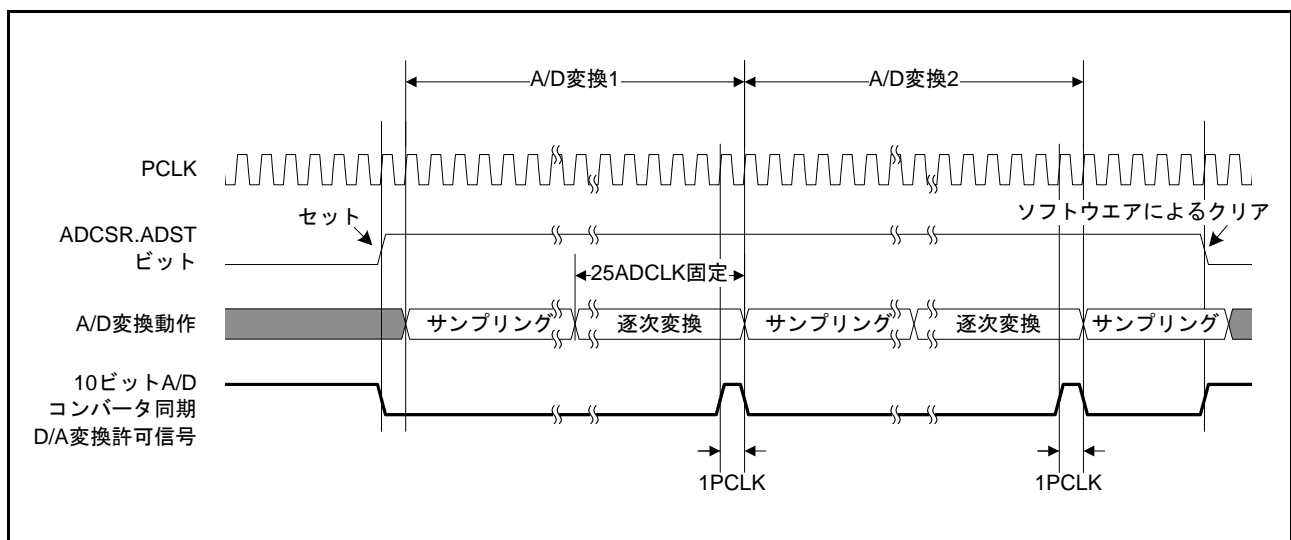 A/D変換1
A/D変換2
PCLK
セット
ソフトウエアによるクリア
ADCSR.ADST
ビット
25ADCLK固定
A/D変換動作
サンプリング
逐次変換
サンプリング
逐次変換
サンプリング
10ビットA/D
コンバータ同期
D/A変換許可信号
1PCLK
1PCLK